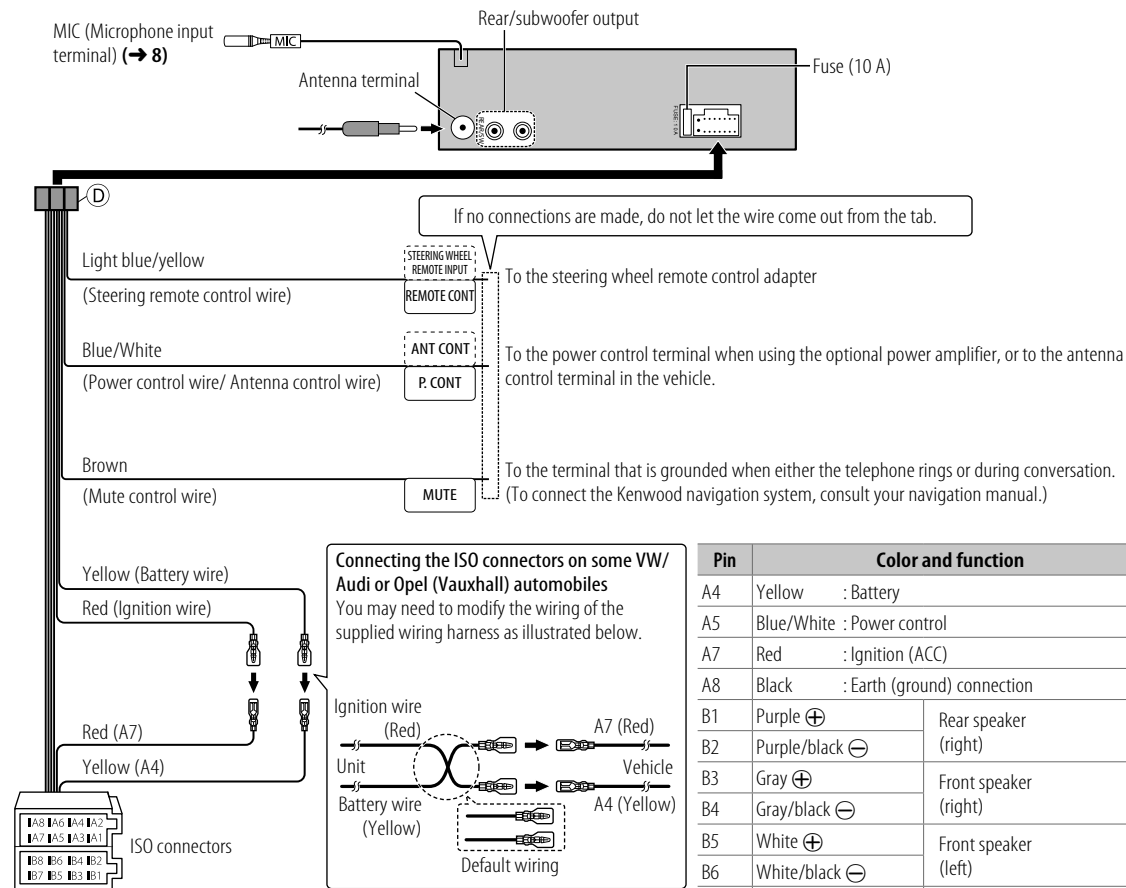 Rear/subwoofer output
MIC (Microphone input
terminal) (➔ 8)
MIC
Fuse (10 A)
Antenna terminal
REAR/SW
FUSE 10A
D
If no connections are made, do not let the wire come out from the tab.
Light blue/yellow
(Steering remote control wire)
STEERING WHEEL
REMOTE INPUT
REMOTE CONT
To the steering wheel remote control adapter
Blue/White
(Power control wire/ Antenna control wire)
ANT CONT
P. CONT
To the power control terminal when using the optional power amplifier, or to the antenna
control terminal in the vehicle.
Brown
(Mute control wire)
MUTE
To the terminal that is grounded when either the telephone rings or during conversation.
(To connect the Kenwood navigation system, consult your navigation manual.)
Yellow (Battery wire)
Red (Ignition wire)
Red (A7)
Yellow (A4)
A8 A6 A4 A2
A7 A5 A3 A1
B8 B6 B4 B2
B7 B5 B3 B1
ISO connectors
Connecting the ISO connectors on some VW/
Audi or Opel (Vauxhall) automobiles
You may need to modify the wiring of the
supplied wiring harness as illustrated below.
Ignition wire
(Red)
A7 (Red)
Unit
Vehicle
Battery wire
(Yellow)
A4 (Yellow)
Default wiring
Pin Color and function
A4 Yellow : Battery
A5 Blue/White : Power control
A7 Red : Ignition (ACC)
A8 Black : Earth (ground) connection
B1 Purple ⊕ Rear speaker
B2 Purple/black ⊖ (right)
B3 Gray ⊕ Front speaker
B4 Gray/black ⊖ (right)
B5 White ⊕ Front speaker
B6 White/black ⊖ (left)